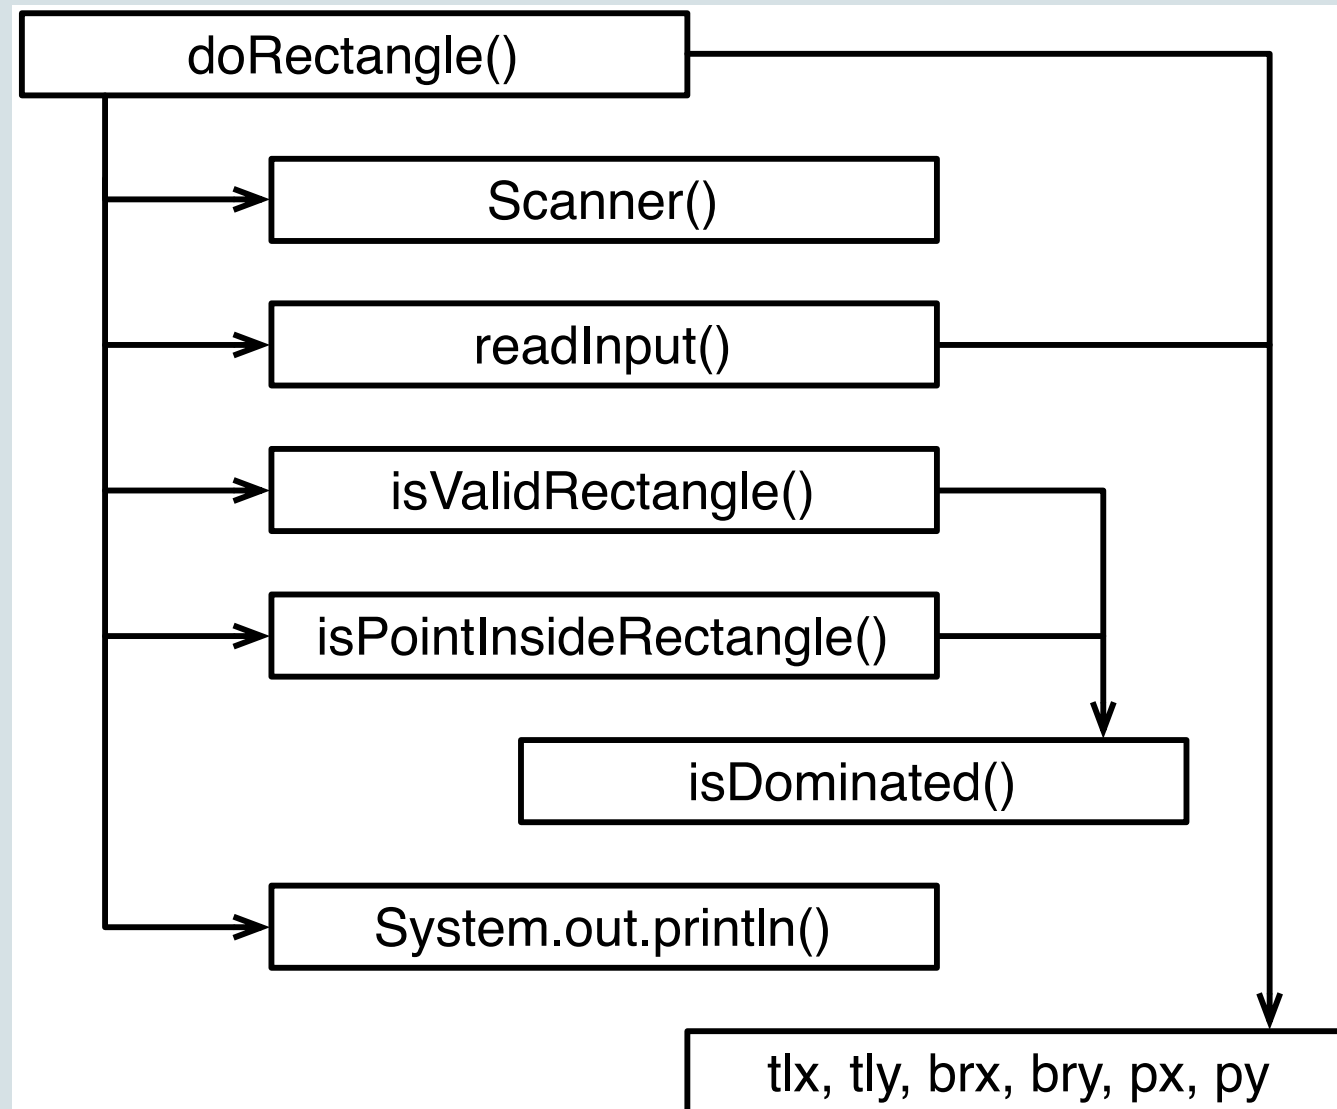 doRectangle()
Scanner()
readInput()
isValidRectangle()
isPointInsideRectangle()
isDominated()
System.out.println()
tlx, tly, brx, bry, px, py